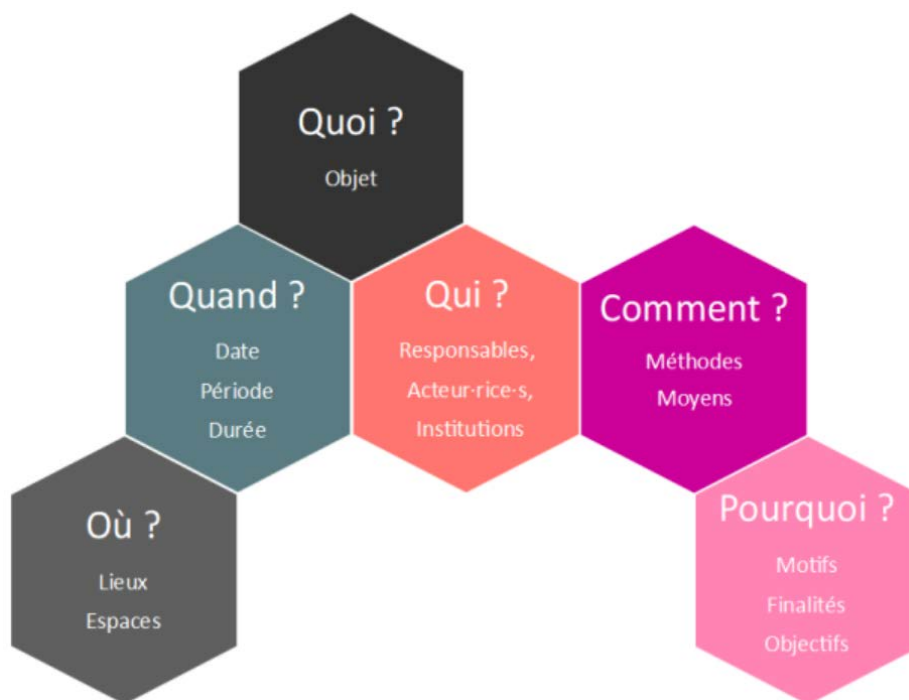 Quoi ?
Objet
Quand ?
Date
Période
Durée
Qui ?
Responsables,
Acteur·rice·s,
Institutions
Comment ?
Méthodes
Moyens
Où ?
Lieux
Espaces
Pourquoi ?
Motifs
Finalités
Objectifs